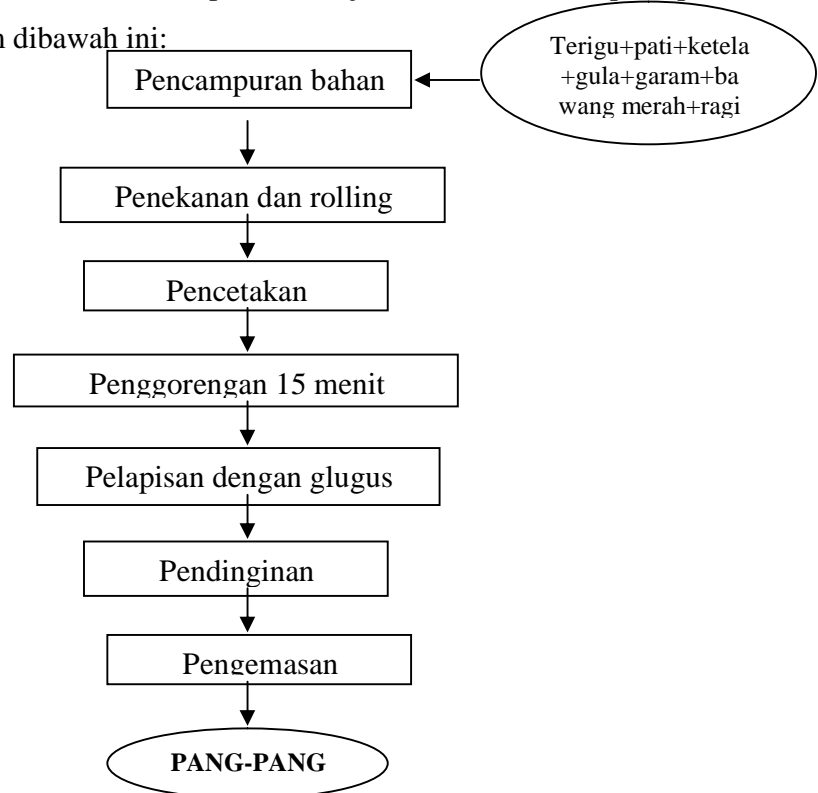 dibawah ini:
Terigu+pati+ketela
+gula+garam+ba
wang merah+ragi
Pencampuran bahan
Penekanan dan rolling
Pencetakan
Penggorengan 15 menit
Pelapisan dengan glugus
Pendinginan
Pengemasan
PANG-PANG